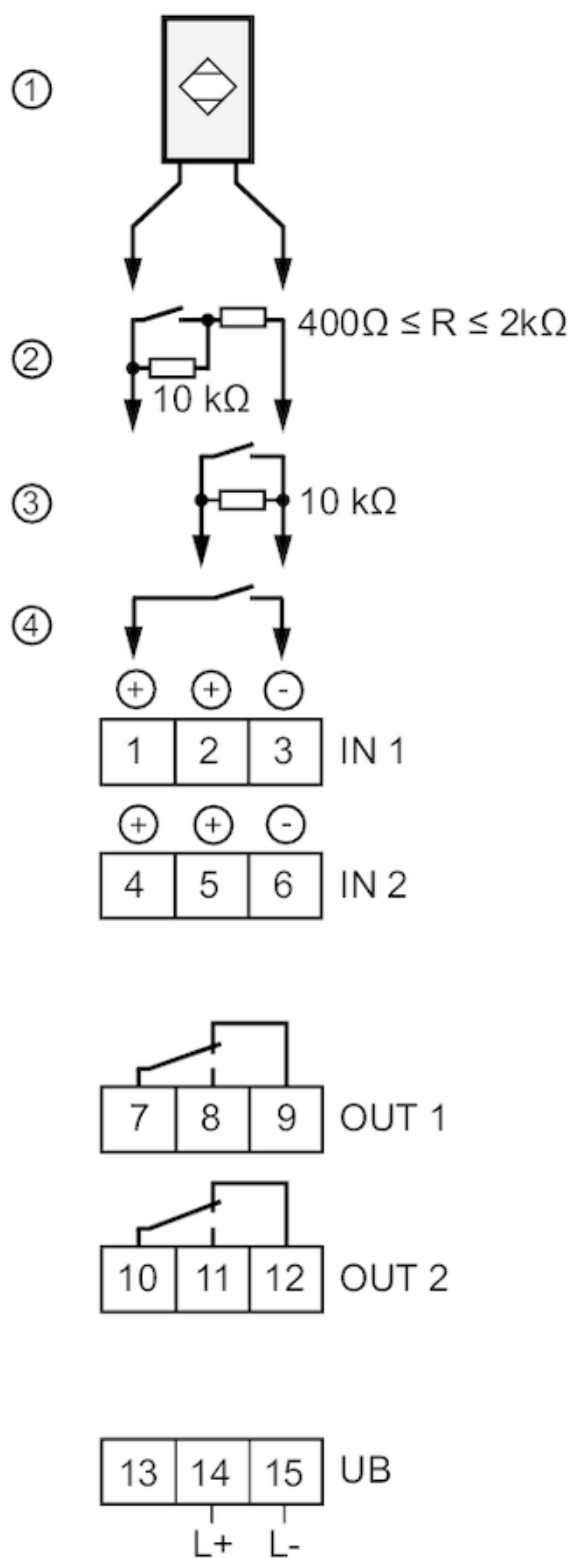 ①
400Ω ≤ R ≤ 2kΩ
②
10 kΩ
③ 10 kΩ
④
+ + -
1 2 3 IN 1
+ + -
4 5 6 IN 2
7 8 9 OUT 1
10 11 12 OUT 2
13 14 15 UB
L+ L-